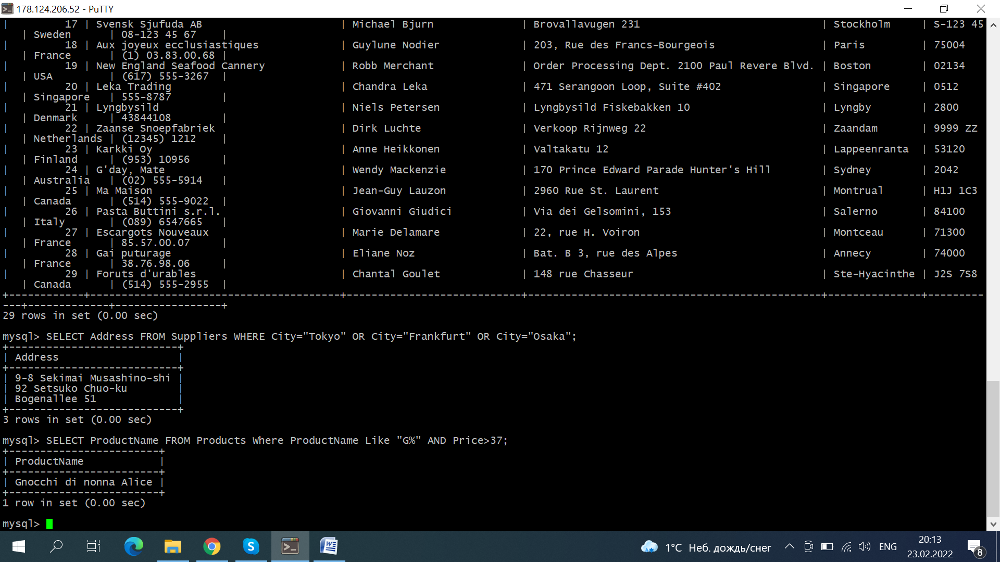 178.124.206.52 - PuTTY
|         17 | Svensk Sjufuda AB                      | Michael Bjurn              | Brovallavugen 231                             | Stockholm     | S-123 45
   | Sweden      | 08-123 45 67    |
|         18 | Aux joyeux ecclusiastiques             | Guylune Nodier             | 203, Rue des Francs-Bourgeois                 | Paris         | 75004
   | France      | (1) 03.83.00.68 |
|         19 | New England Seafood Cannery            | Robb Merchant              | Order Processing Dept. 2100 Paul Revere Blvd. | Boston        | 02134
   | USA         | (617) 555-3267  |
|         20 | Leka Trading                           | Chandra Leka               | 471 Serangoon Loop, Suite #402                | Singapore     | 0512
   | Singapore   | 555-8787        |
|         21 | Lyngbysild                             | Niels Petersen             | Lyngbysild Fiskebakken 10                     | Lyngby        | 2800
   | Denmark     | 43844108        |
|         22 | Zaanse Snoepfabriek                    | Dirk Luchte                | Verkoop Rijnweg 22                            | Zaandam       | 9999 ZZ
   | Netherlands | (12345) 1212    |
|         23 | Karkki Oy                              | Anne Heikkonen             | Valtakatu 12                                  | Lappeenranta  | 53120
   | Finland     | (953) 10956     |
|         24 | G'day, Mate                            | Wendy Mackenzie            | 170 Prince Edward Parade Hunter's Hill        | Sydney        | 2042
   | Australia   | (02) 555-5914   |
|         25 | Ma Maison                              | Jean-Guy Lauzon            | 2960 Rue St. Laurent                          | Montrual      | H1J 1C3
   | Canada      | (514) 555-9022  |
|         26 | Pasta Buttini s.r.l.                   | Giovanni Giudici           | Via dei Gelsomini, 153                        | Salerno       | 84100
   | Italy       | (089) 6547665   |
|         27 | Escargots Nouveaux                     | Marie Delamare             | 22, rue H. Voiron                             | Montceau      | 71300
   | France      | 85.57.00.07     |
|         28 | Gai puturage                           | Eliane Noz                 | Bat. B 3, rue des Alpes                       | Annecy        | 74000
   | France      | 38.76.98.06     |
|         29 | Foruts d'urables                       | Chantal Goulet             | 148 rue Chasseur                              | Ste-Hyacinthe | J2S 7S8
   | Canada      | (514) 555-2955  |
+------------+----------------------------------------+----------------------------+-----------------------------------------------+---------------+---------
---+-------------+-----------------+
29 rows in set (0.00 sec)
mysql> SELECT Address FROM Suppliers WHERE City="Tokyo" OR City="Frankfurt" OR City="Osaka";
+---------------------------+
| Address                   |
+---------------------------+
| 9-8 Sekimai Musashino-shi |
| 92 Setsuko Chuo-ku        |
| Bogenallee 51             |
+---------------------------+
3 rows in set (0.00 sec)
mysql> SELECT ProductName FROM Products Where ProductName Like "G%" AND Price>37;
+------------------------+
| ProductName            |
+------------------------+
| Gnocchi di nonna Alice |
+------------------------+
1 row in set (0.00 sec)
mysql>
1°C Неб. дождь/снег
ENG
20:13
23.02.2022
8